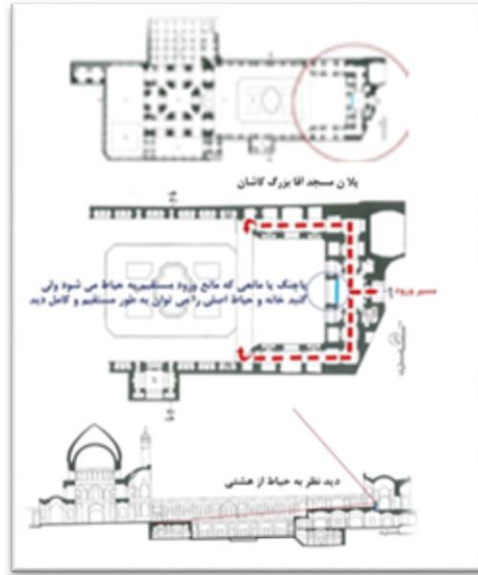 پلان مسجد اقا بزرگ کاشان
پاچنگ یا مانعی که مانع ورود مستقیم به حیاط می شود ولی
گنبد خانه و حیاط اصلی را می توان به طور مستقیم و کامل دید
مسیر ورود
دید نظر به حیاط از هشتی